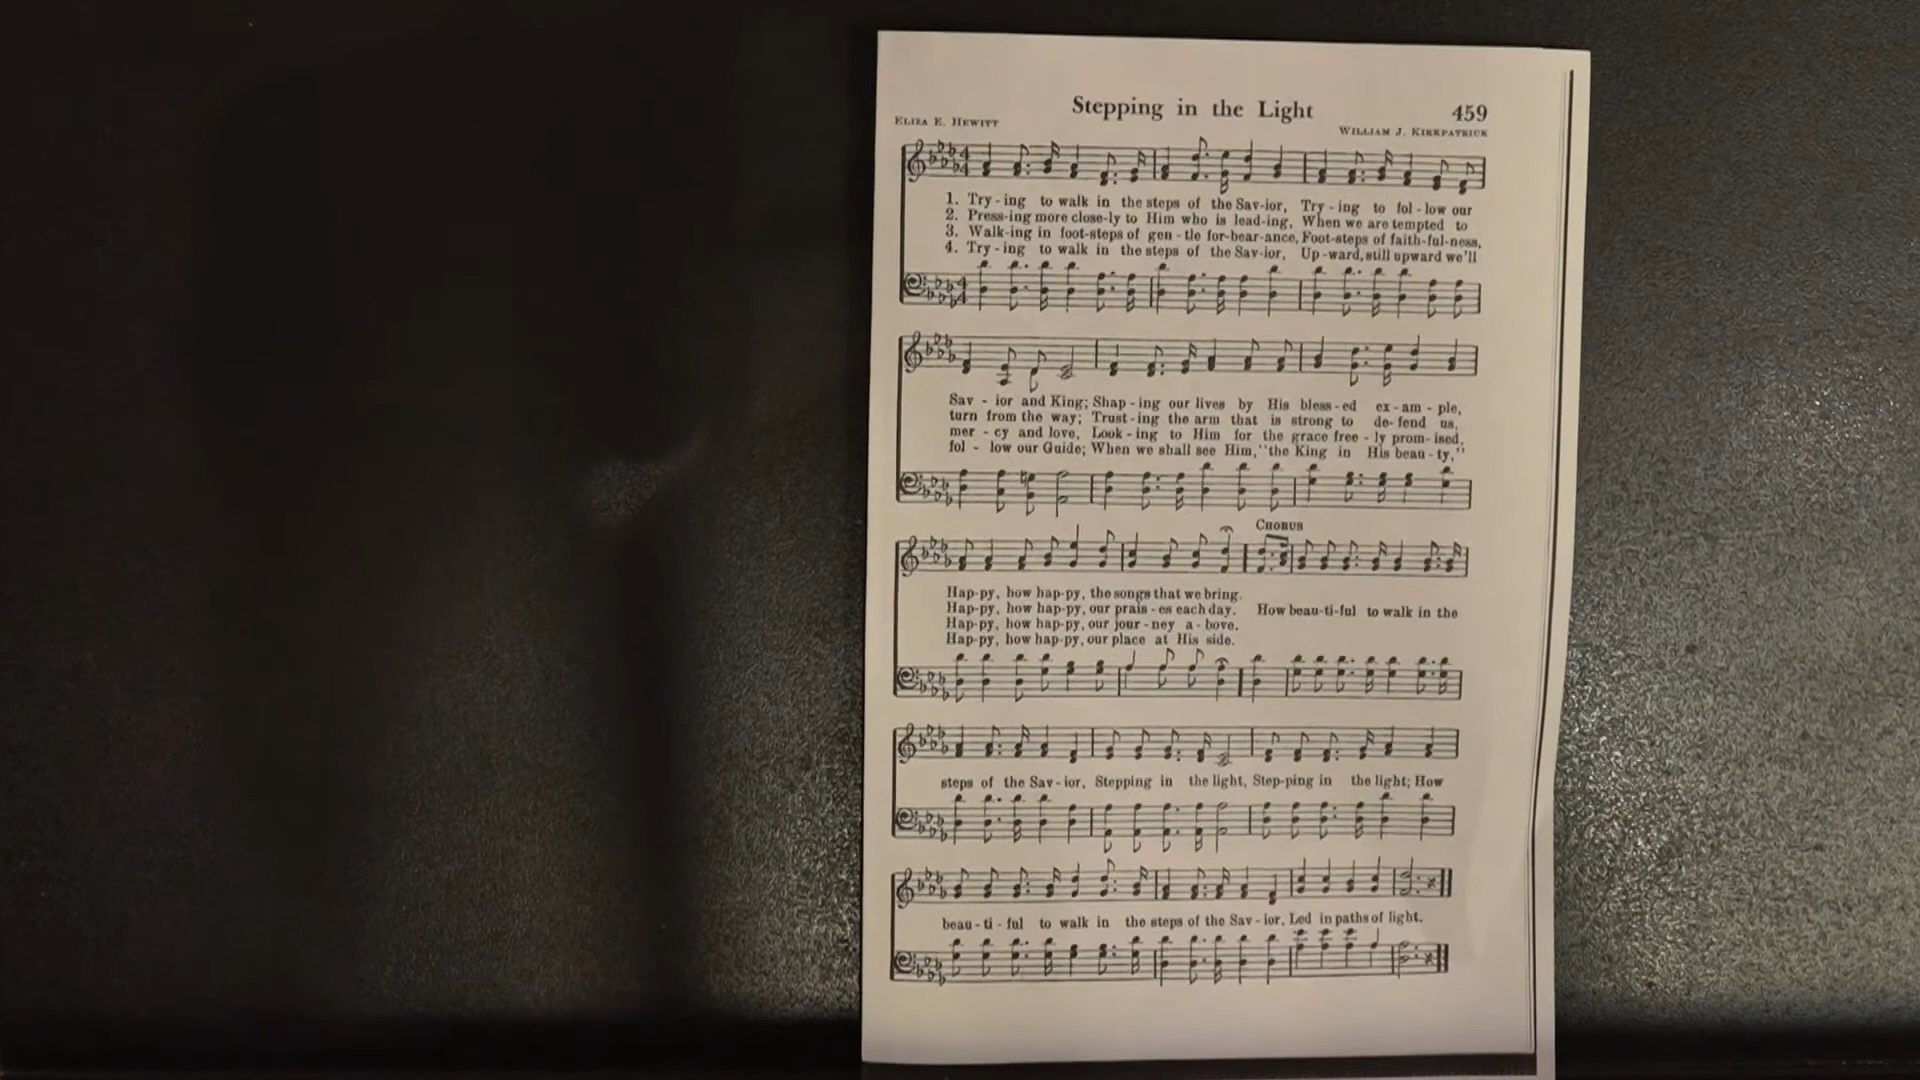 Stepping in the Light 459
Eliza E. Hewitt
William J. Kirkpatrick
1. Try-ing to walk in the steps of the Sav-ior, Try-ing to fol-low our
2. Press-ing more close-ly to Him who is lead-ing, When we are tempted to
3. Walk-ing in foot-steps of gen-tle for-bear-ance, Foot-steps of faith-ful-ness,
4. Try-ing to walk in the steps of the Sav-ior, Up-ward, still upward we'll
Sav-ior and King; Shap-ing our lives by His bless-ed ex-am-ple,
turn from the way; Trust-ing the arm that is strong to de-fend us,
mer-cy and love, Look-ing to Him for the grace free-ly prom-ised,
fol-low our Guide; When we shall see Him, "the King in His beau-ty,"
Chorus
Hap-py, how hap-py, the songs that we bring.
Hap-py, how hap-py, our prais-es each day. How beau-ti-ful to walk in the
Hap-py, how hap-py, our jour-ney a-bove.
Hap-py, how hap-py, our place at His side.
steps of the Sav-ior, Stepping in the light, Step-ping in the light; How
beau-ti-ful to walk in the steps of the Sav-ior, Led in paths of light.